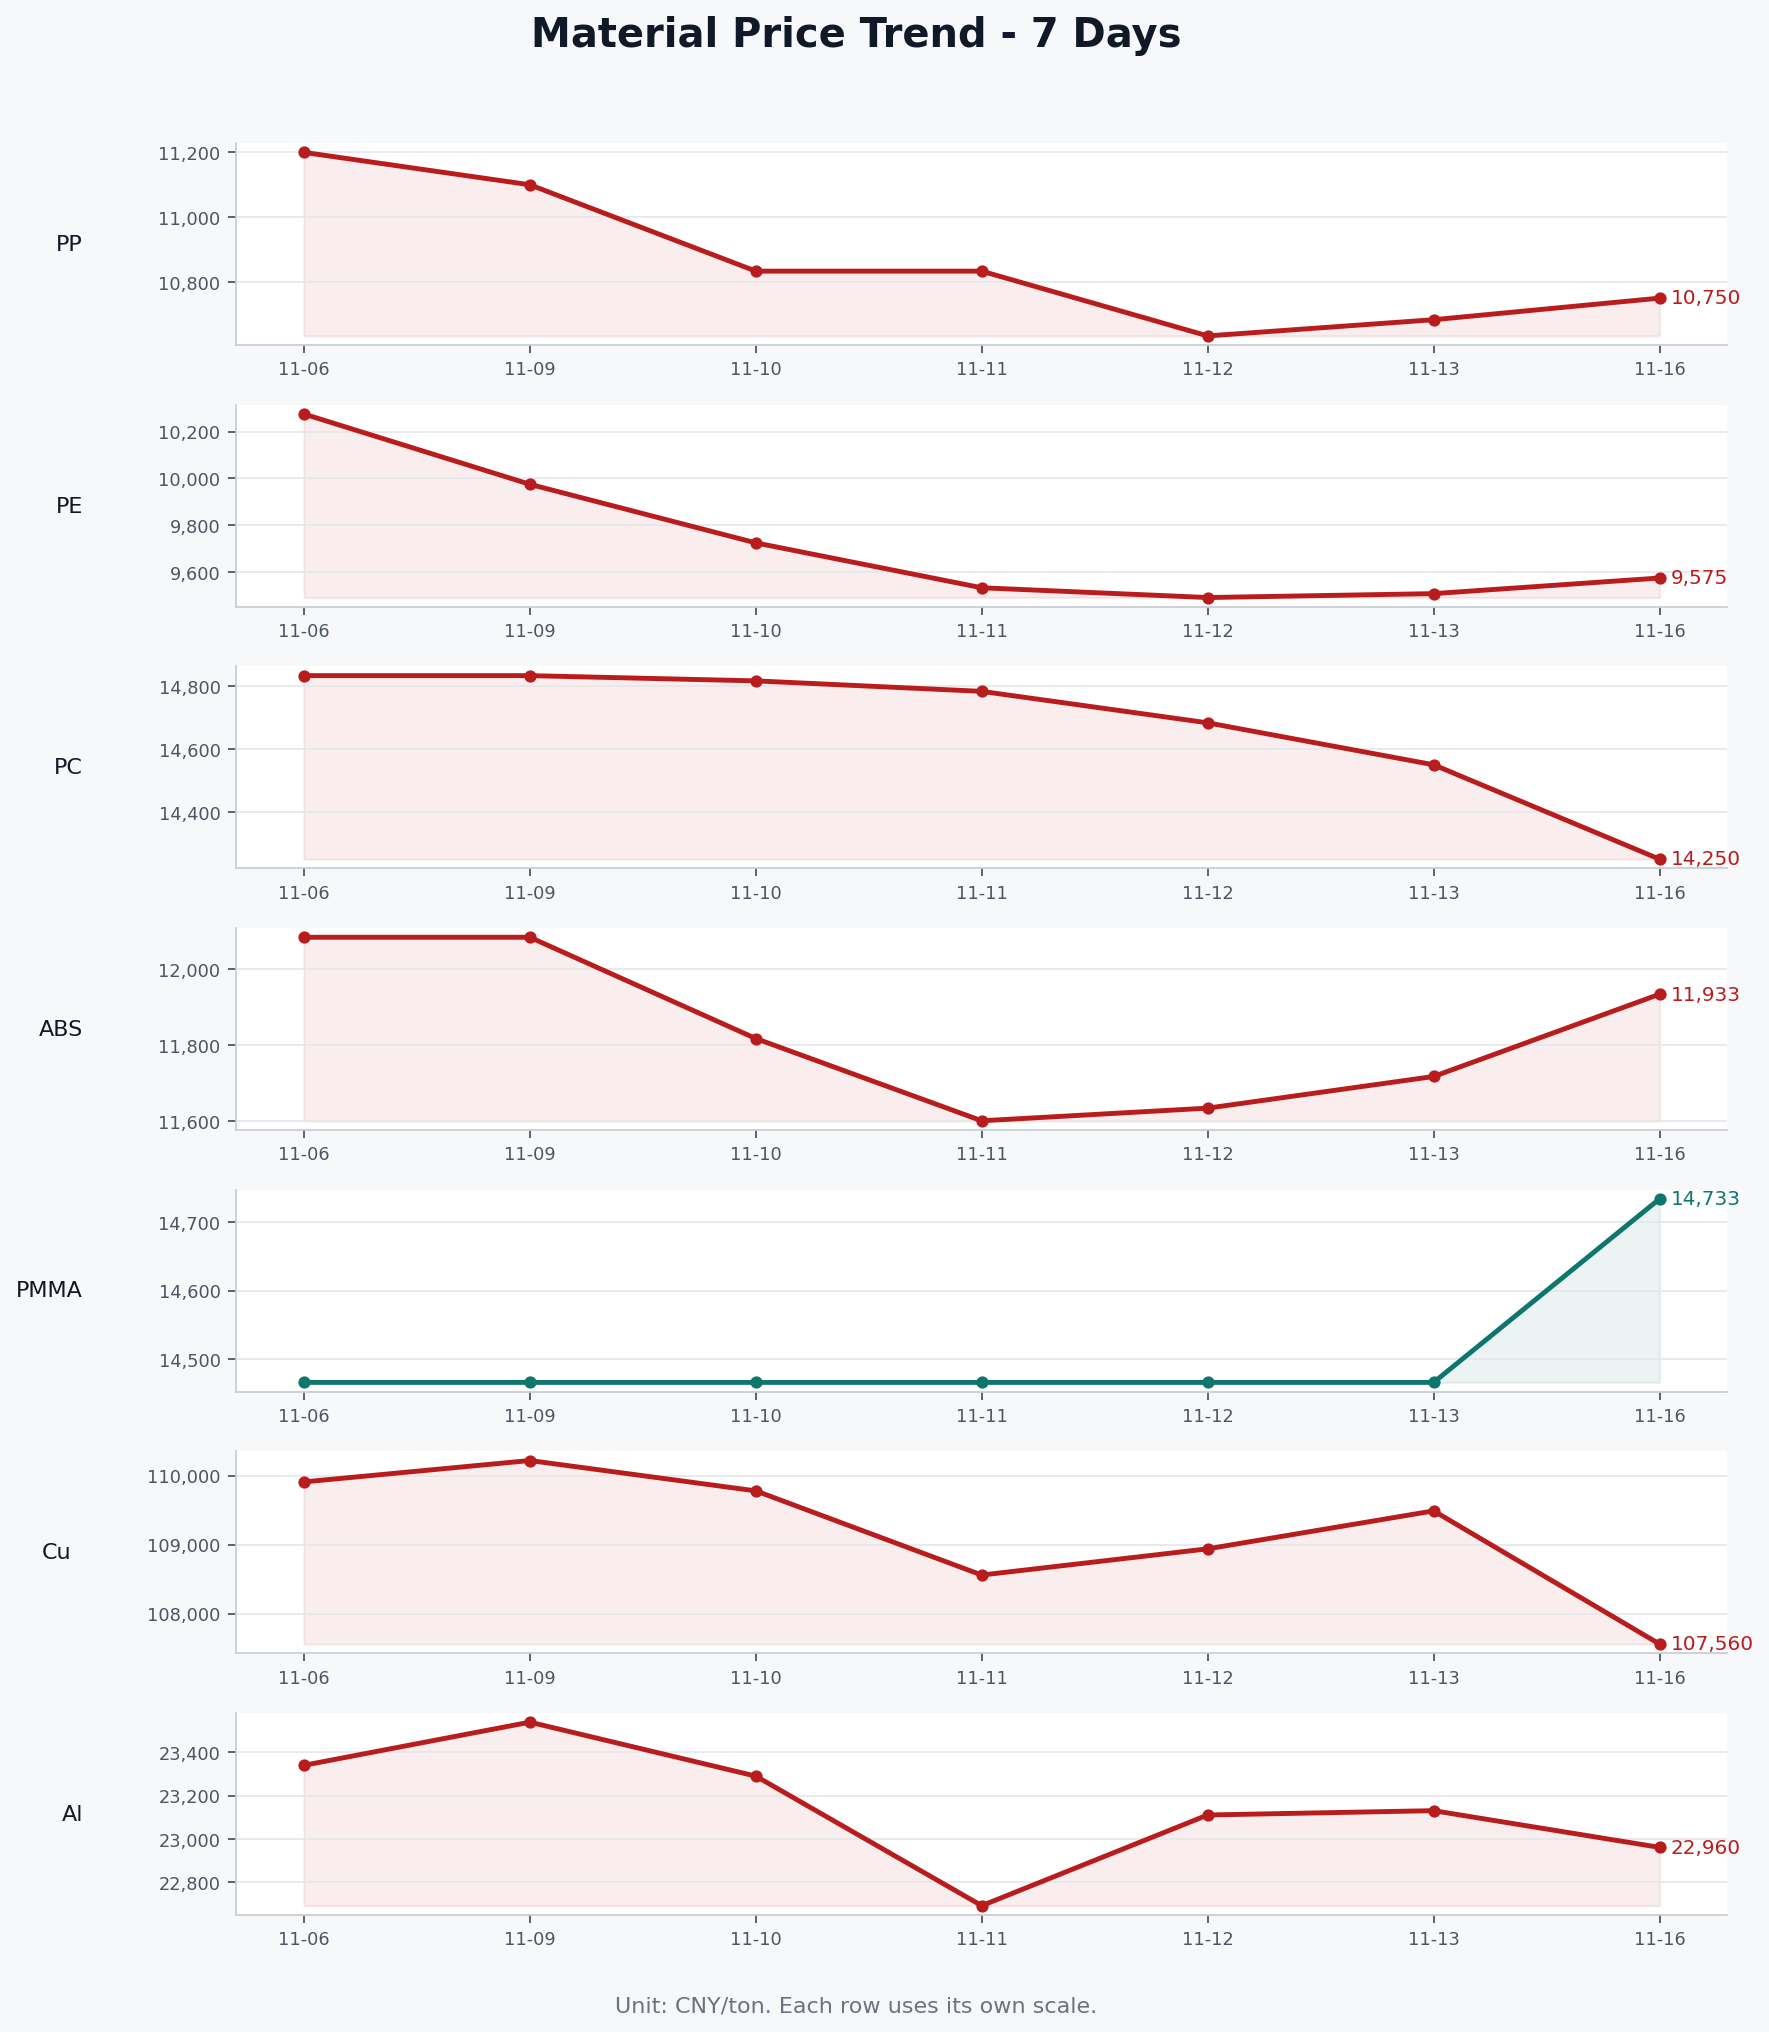 Material Price Trend - 7 Days
PP
11,200
11,000
10,800
10,750
11-06 11-09 11-10 11-11 11-12 11-13 11-16
PE
10,200
10,000
9,800
9,600
9,575
11-06 11-09 11-10 11-11 11-12 11-13 11-16
PC
14,800
14,600
14,400
14,250
11-06 11-09 11-10 11-11 11-12 11-13 11-16
ABS
12,000
11,800
11,600
11,933
11-06 11-09 11-10 11-11 11-12 11-13 11-16
PMMA
14,700
14,600
14,500
14,733
11-06 11-09 11-10 11-11 11-12 11-13 11-16
Cu
110,000
109,000
108,000
107,560
11-06 11-09 11-10 11-11 11-12 11-13 11-16
Al
23,400
23,200
23,000
22,800
22,960
11-06 11-09 11-10 11-11 11-12 11-13 11-16
Unit: CNY/ton. Each row uses its own scale.